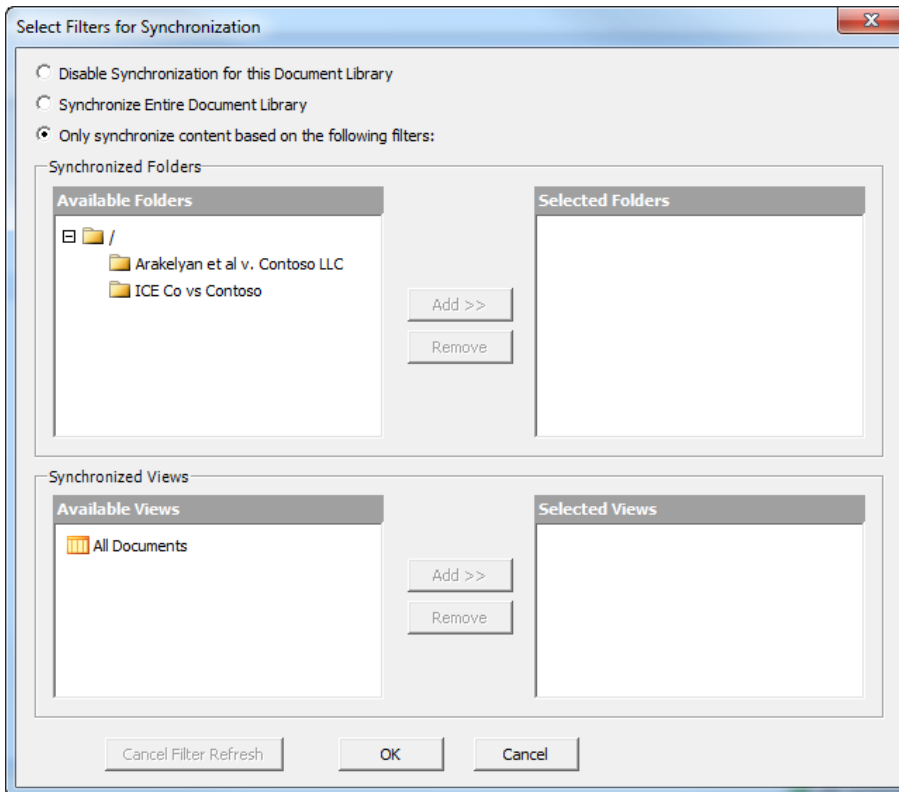 Select Filters for Synchronization
Disable Synchronization for this Document Library
Synchronize Entire Document Library
Only synchronize content based on the following filters:
Synchronized Folders
Available Folders
Selected Folders
/
Arakelyan et al v. Contoso LLC
ICE Co vs Contoso
Add >>
Remove
Synchronized Views
Available Views
Selected Views
All Documents
Add >>
Remove
Cancel Filter Refresh
OK
Cancel